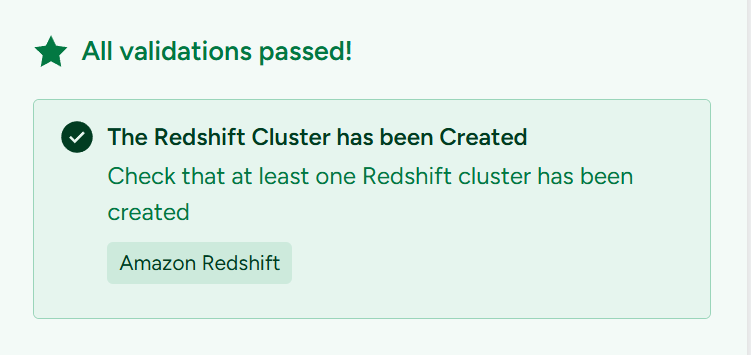 All validations passed!
The Redshift Cluster has been Created
Check that at least one Redshift cluster has been
created
Amazon Redshift